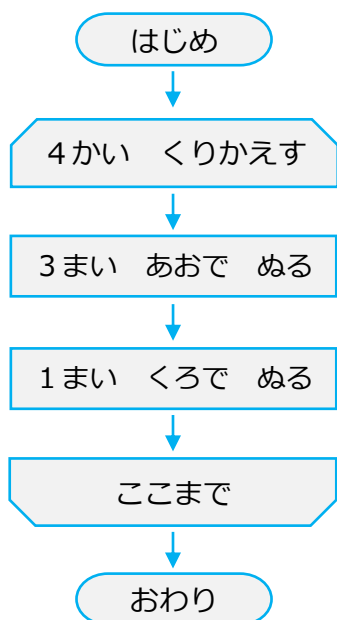 はじめ
４かい　くりかえす
３まい　あおで　ぬる
１まい　くろで　ぬる
ここまで
おわり